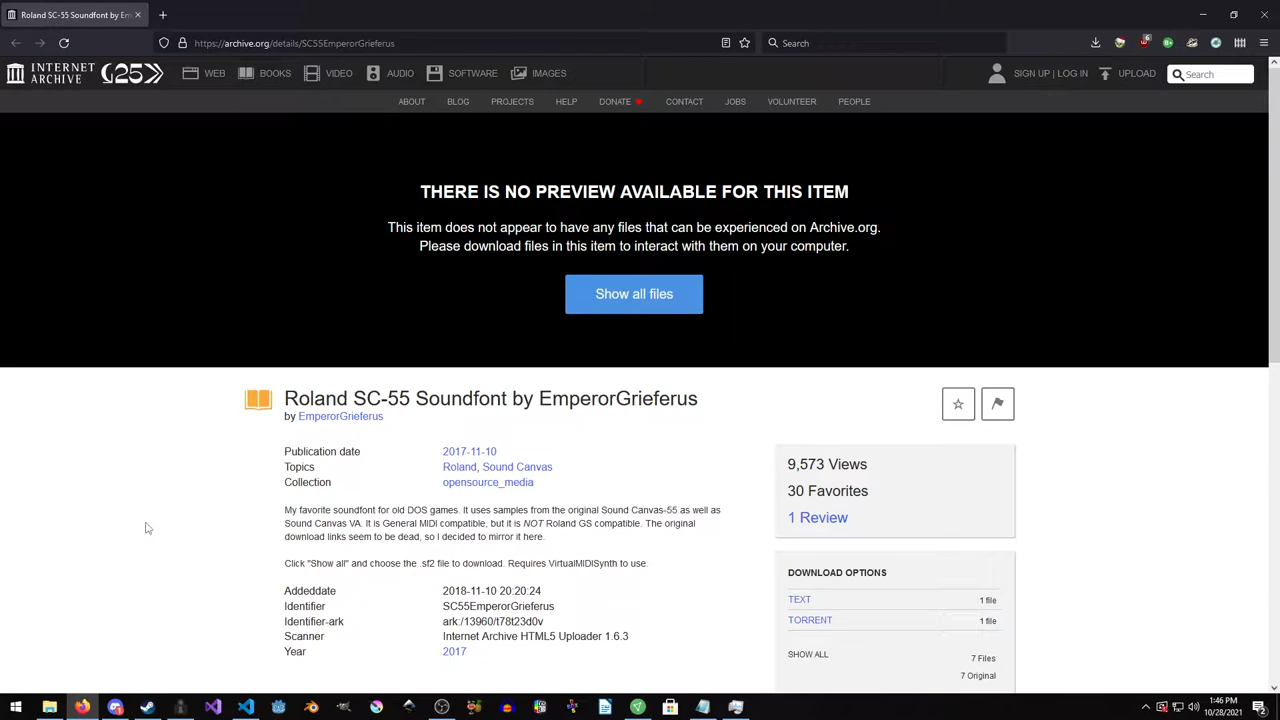 Roland SC-55 Soundfont by Em
https://archive.org/details/SC55EmperorGrieferus
Search
6
INTERNET ARCHIVE
25
WEB
BOOKS
VIDEO
AUDIO
SOFTWARE
IMAGES
SIGN UP | LOG IN
UPLOAD
Search
ABOUT
BLOG
PROJECTS
HELP
DONATE
CONTACT
JOBS
VOLUNTEER
PEOPLE
THERE IS NO PREVIEW AVAILABLE FOR THIS ITEM
This item does not appear to have any files that can be experienced on Archive.org.
Please download files in this item to interact with them on your computer.
Show all files
Roland SC-55 Soundfont by EmperorGrieferus
by EmperorGrieferus
Publication date 2017-11-10
Topics Roland, Sound Canvas
Collection opensource_media
My favorite soundfont for old DOS games. It uses samples from the original Sound Canvas-55 as well as
Sound Canvas VA. It is General MIDI compatible, but it is NOT Roland GS compatible. The original
download links seem to be dead, so I decided to mirror it here.
Click "Show all" and choose the .sf2 file to download. Requires VirtualMIDISynth to use.
Addeddate 2018-11-10 20:20:24
Identifier SC55EmperorGrieferus
Identifier-ark ark:/13960/t78t23d0v
Scanner Internet Archive HTML5 Uploader 1.6.3
Year 2017
9,573 Views
30 Favorites
1 Review
DOWNLOAD OPTIONS
TEXT 1 file
TORRENT 1 file
SHOW ALL 7 Files
7 Original
1:46 PM
10/28/2021
2